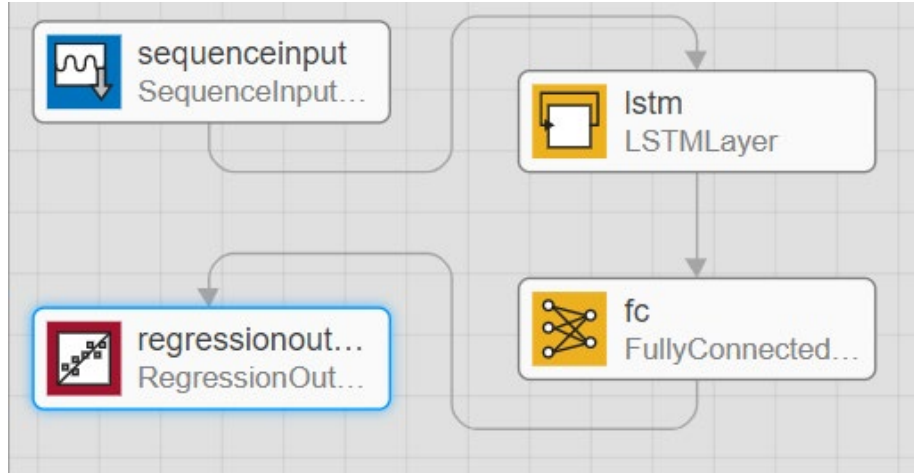 sequenceinput
SequenceInput...
lstm
LSTMLayer
fc
FullyConnected...
regressionout...
RegressionOut...